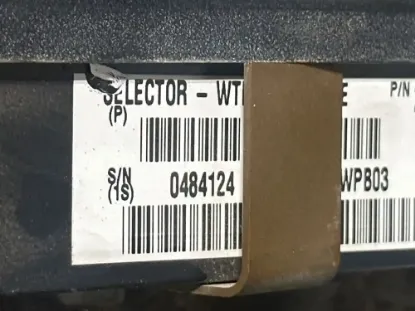 SELECTOR - WT E P/N
(P)
S/N 0484124 WPB03
(1S)